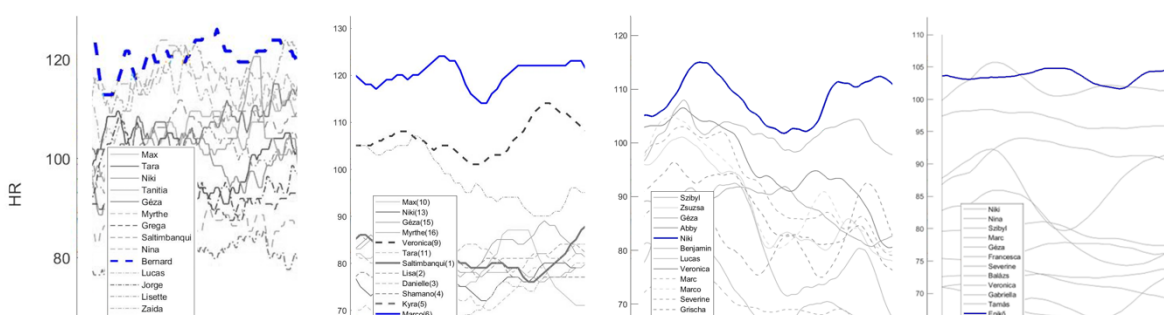 HR
120
100
80
Max
Tara
Niki
Tanitia
Géza
Myrthe
Grega
Saltimbanqui
Nina
Bernard
Lucas
Jorge
Lisette
Zaida
130
120
110
100
90
80
70
Max(10)
Niki(13)
Géza(15)
Myrthe(16)
Veronica(9)
Tara(11)
Saltimbanqui(1)
Lisa(2)
Danielle(3)
Shamano(4)
Kyra(5)
Marco(6)
120
110
100
90
80
70
Szibyl
Zsuzsa
Géza
Abby
Niki
Benjamin
Lucas
Veronica
Marc
Marco
Severine
Grischa
110
105
100
95
90
85
80
75
70
Niki
Nina
Szibyl
Marc
Géza
Francesca
Severine
Balázs
Veronica
Gabriella
Tamás
Enikő